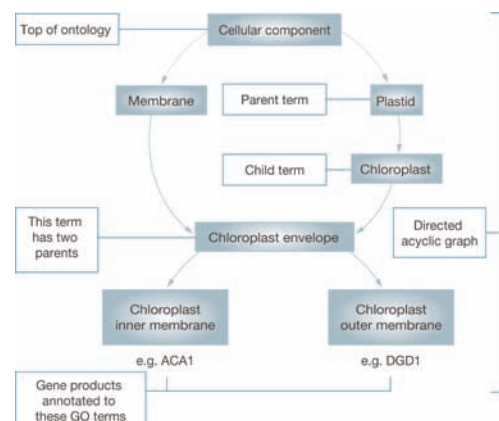 Top of ontology
Cellular component
Membrane
Parent term
Plastid
Child term
Chloroplast
This term
has two
parents
Chloroplast envelope
Directed
acyclic graph
Chloroplast
inner membrane
Chloroplast
outer membrane
e.g. ACA1
e.g. DGD1
Gene products
annotated to
these GO terms